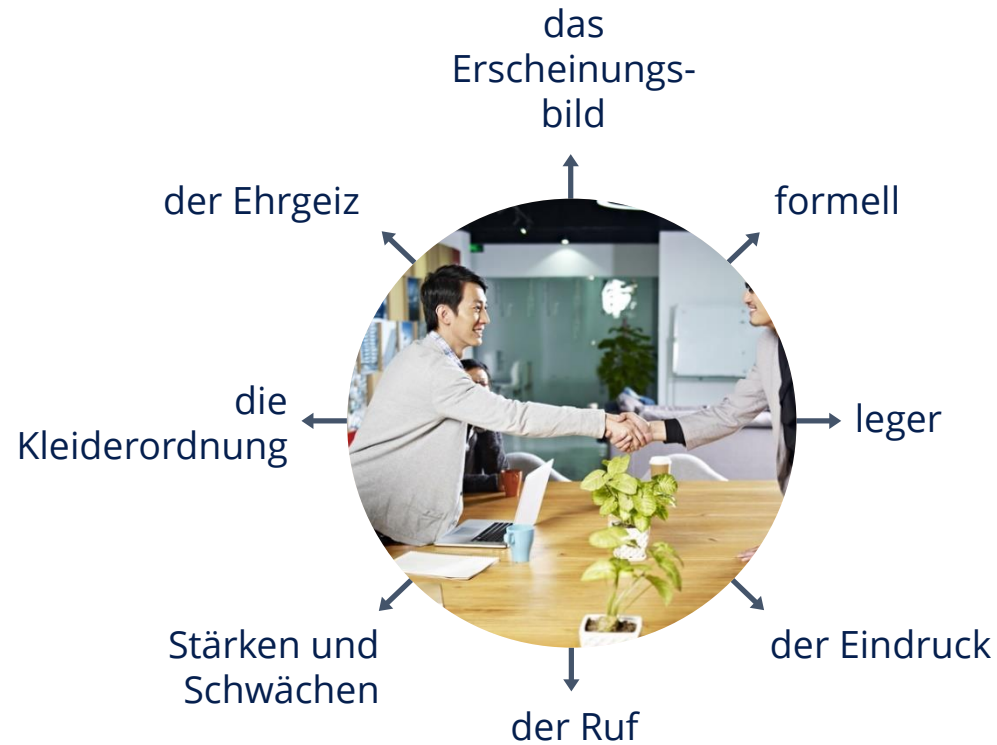 das
Erscheinungs-
bild
der Ehrgeiz
formell
die
Kleiderordnung
leger
Stärken und
Schwächen
der Eindruck
der Ruf